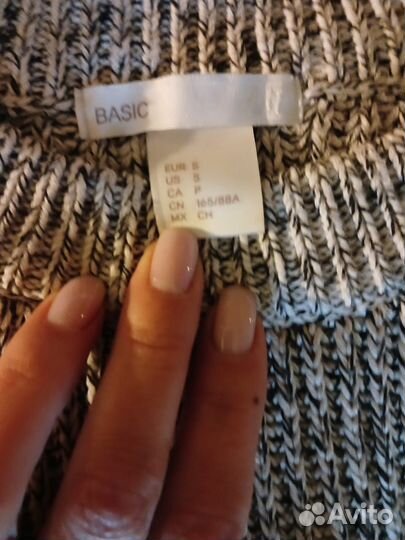 BASIC
EUR S
US S
CA P
CN 165/88A
MX CH
Avito